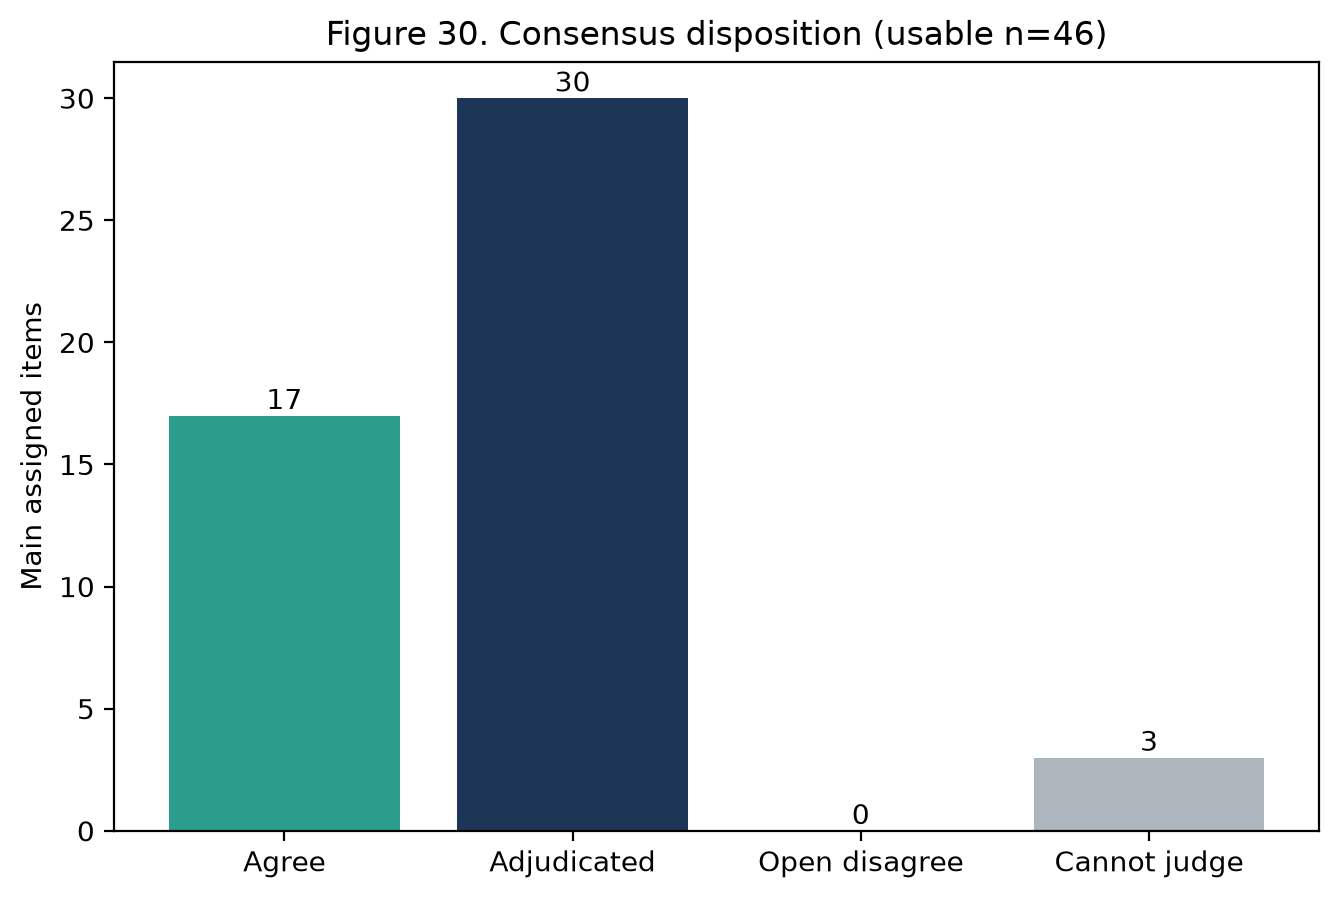 Figure 30. Consensus disposition (usable n=46)
Main assigned items
30
25
20
15
10
5
0
17
30
0
3
Agree
Adjudicated
Open disagree
Cannot judge